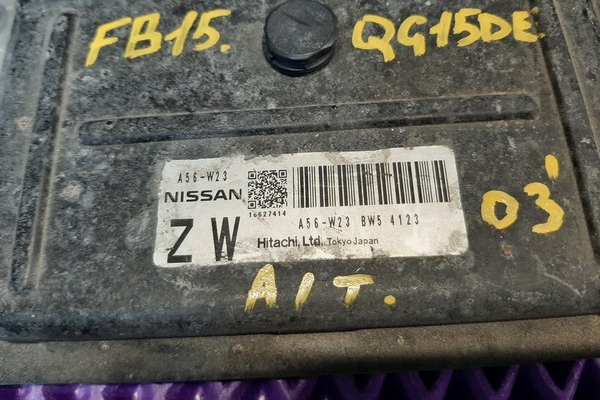 FB15. QG15DE
A56-W23
NISSAN
16627414
A56-W23 BW5 4123
ZW
Hitachi, Ltd. Tokyo Japan
03'
A/T.